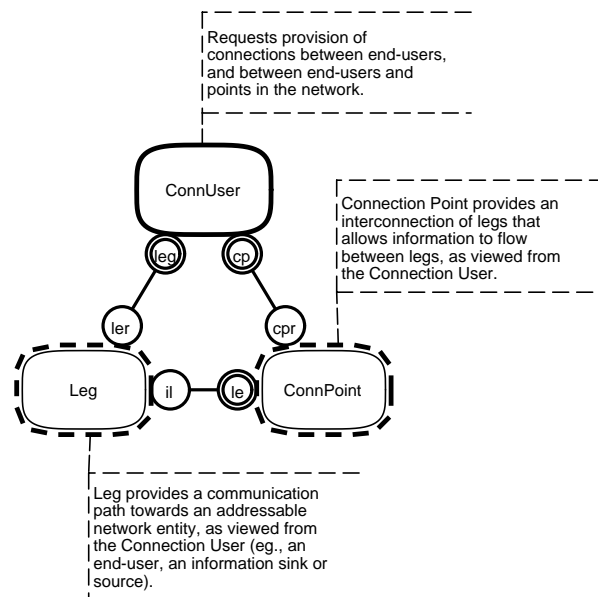 Requests provision of
connections between end-users,
and between end-users and
points in the network.
ConnUser
Connection Point provides an
interconnection of legs that
allows information to flow
between legs, as viewed from
the Connection User.
leg
cp
ler
cpr
Leg
il
le
ConnPoint
Leg provides a communication
path towards an addressable
network entity, as viewed from
the Connection User (eg., an
end-user, an information sink or
source).